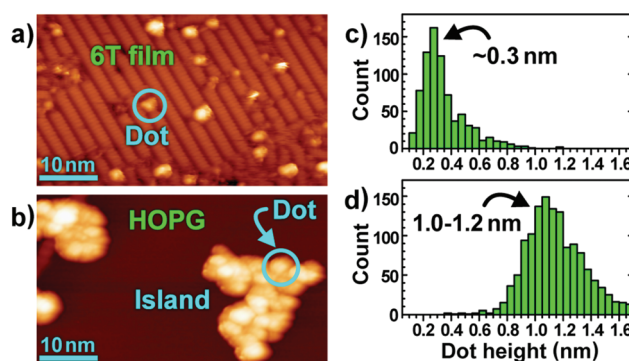 a)
6T film
Dot
10 nm
b)
HOPG
Dot
Island
10 nm
c)
Count
150
100
50
0
~0.3 nm
0.2 0.4 0.6 0.8 1.0 1.2 1.4 1.6
d)
Count
150
100
50
0
1.0-1.2 nm
0.2 0.4 0.6 0.8 1.0 1.2 1.4 1.6
Dot height (nm)